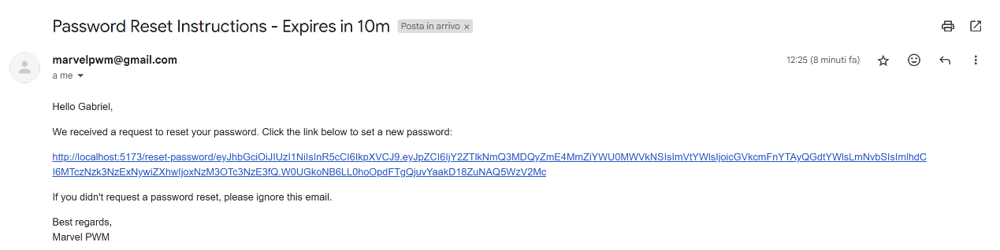 Password Reset Instructions - Expires in 10m Posta in arrivo ×
marvelpwm@gmail.com 12:25 (8 minuti fa)
a me
Hello Gabriel,
We received a request to reset your password. Click the link below to set a new password:
http://localhost:5173/reset-password/eyJhbGciOiJIUzI1NiIsInR5cCI6IkpXVCJ9.eyJpZCI6IjY2ZTlkNmQ3MDQyZmE4MmZiYWU0MWVkNSIsImVtYWlsIjoicGVkcmFnYTAyQGdtYWlsLmNvbSIsImlhdC
I6MTczNzk3NzExNywiZXhwIjoxNzM3OTc3NzE3fQ.W0UGkoNB6LL0hoOpdFTgQjuvYaakD18ZuNAQ5WzV2Mc
If you didn't request a password reset, please ignore this email.
Best regards,
Marvel PWM